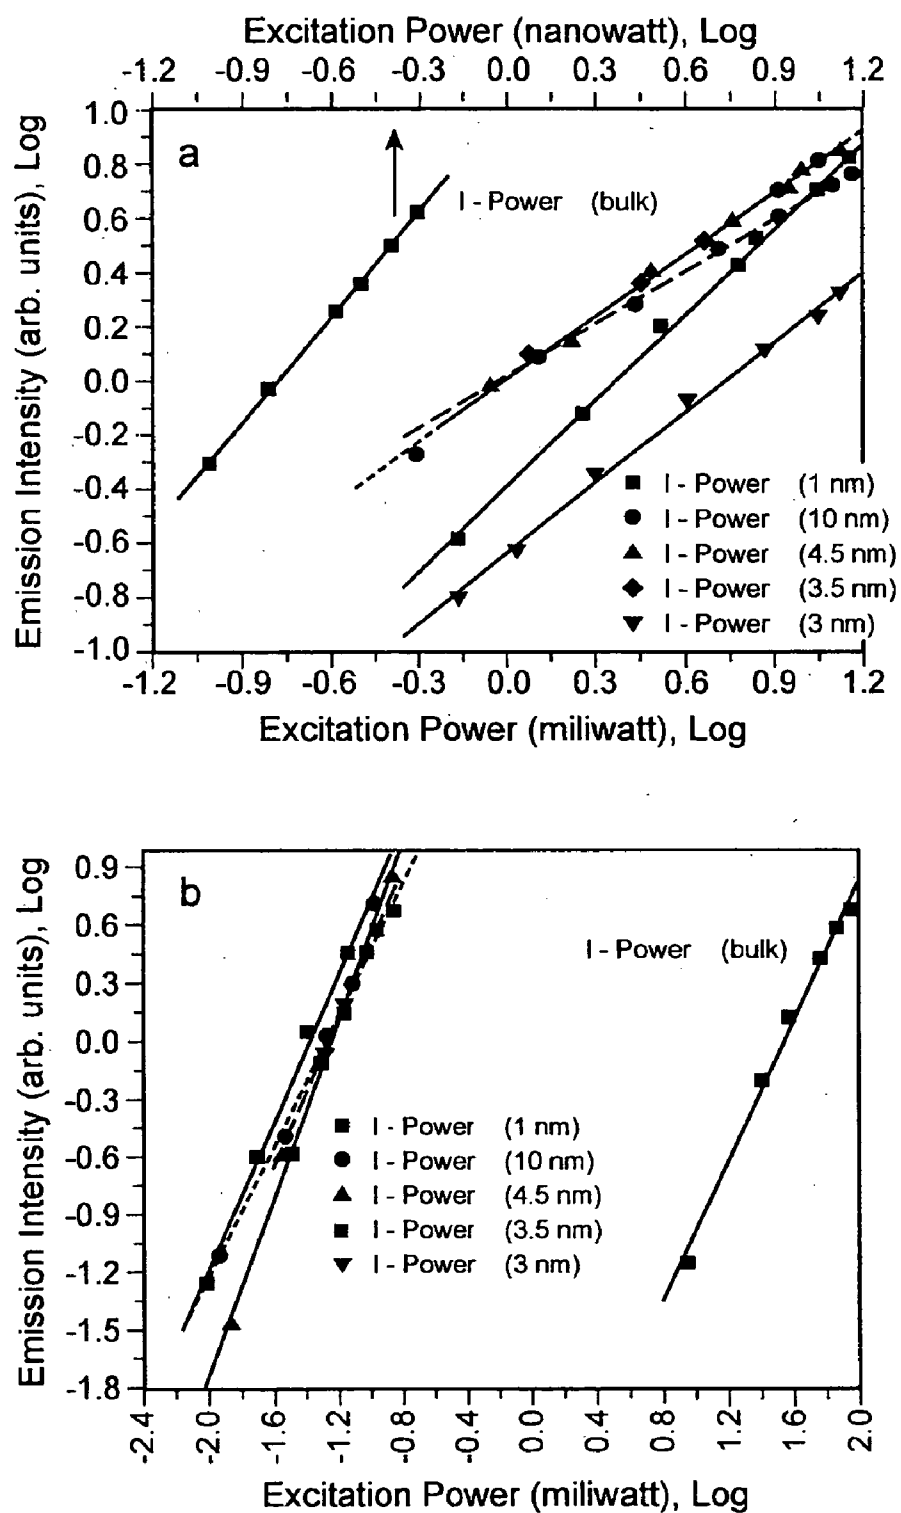 Excitation Power (nanowatt), Log
-1.2 -0.9 -0.6 -0.3 0.0 0.3 0.6 0.9 1.2
Emission Intensity (arb. units), Log
1.0
0.8
0.6
0.4
0.2
0.0
-0.2
-0.4
-0.6
-0.8
-1.0
a
I - Power (bulk)
I - Power (1 nm)
I - Power (10 nm)
I - Power (4.5 nm)
I - Power (3.5 nm)
I - Power (3 nm)
-1.2 -0.9 -0.6 -0.3 0.0 0.3 0.6 0.9 1.2
Excitation Power (miliwatt), Log
Emission Intensity (arb. units), Log
0.9
0.6
0.3
0.0
-0.3
-0.6
-0.9
-1.2
-1.5
-1.8
b
I - Power (bulk)
I - Power (1 nm)
I - Power (10 nm)
I - Power (4.5 nm)
I - Power (3.5 nm)
I - Power (3 nm)
-2.4 -2.0 -1.6 -1.2 -0.8 -0.4 0.0 0.4 0.8 1.2 1.6 2.0
Excitation Power (miliwatt), Log